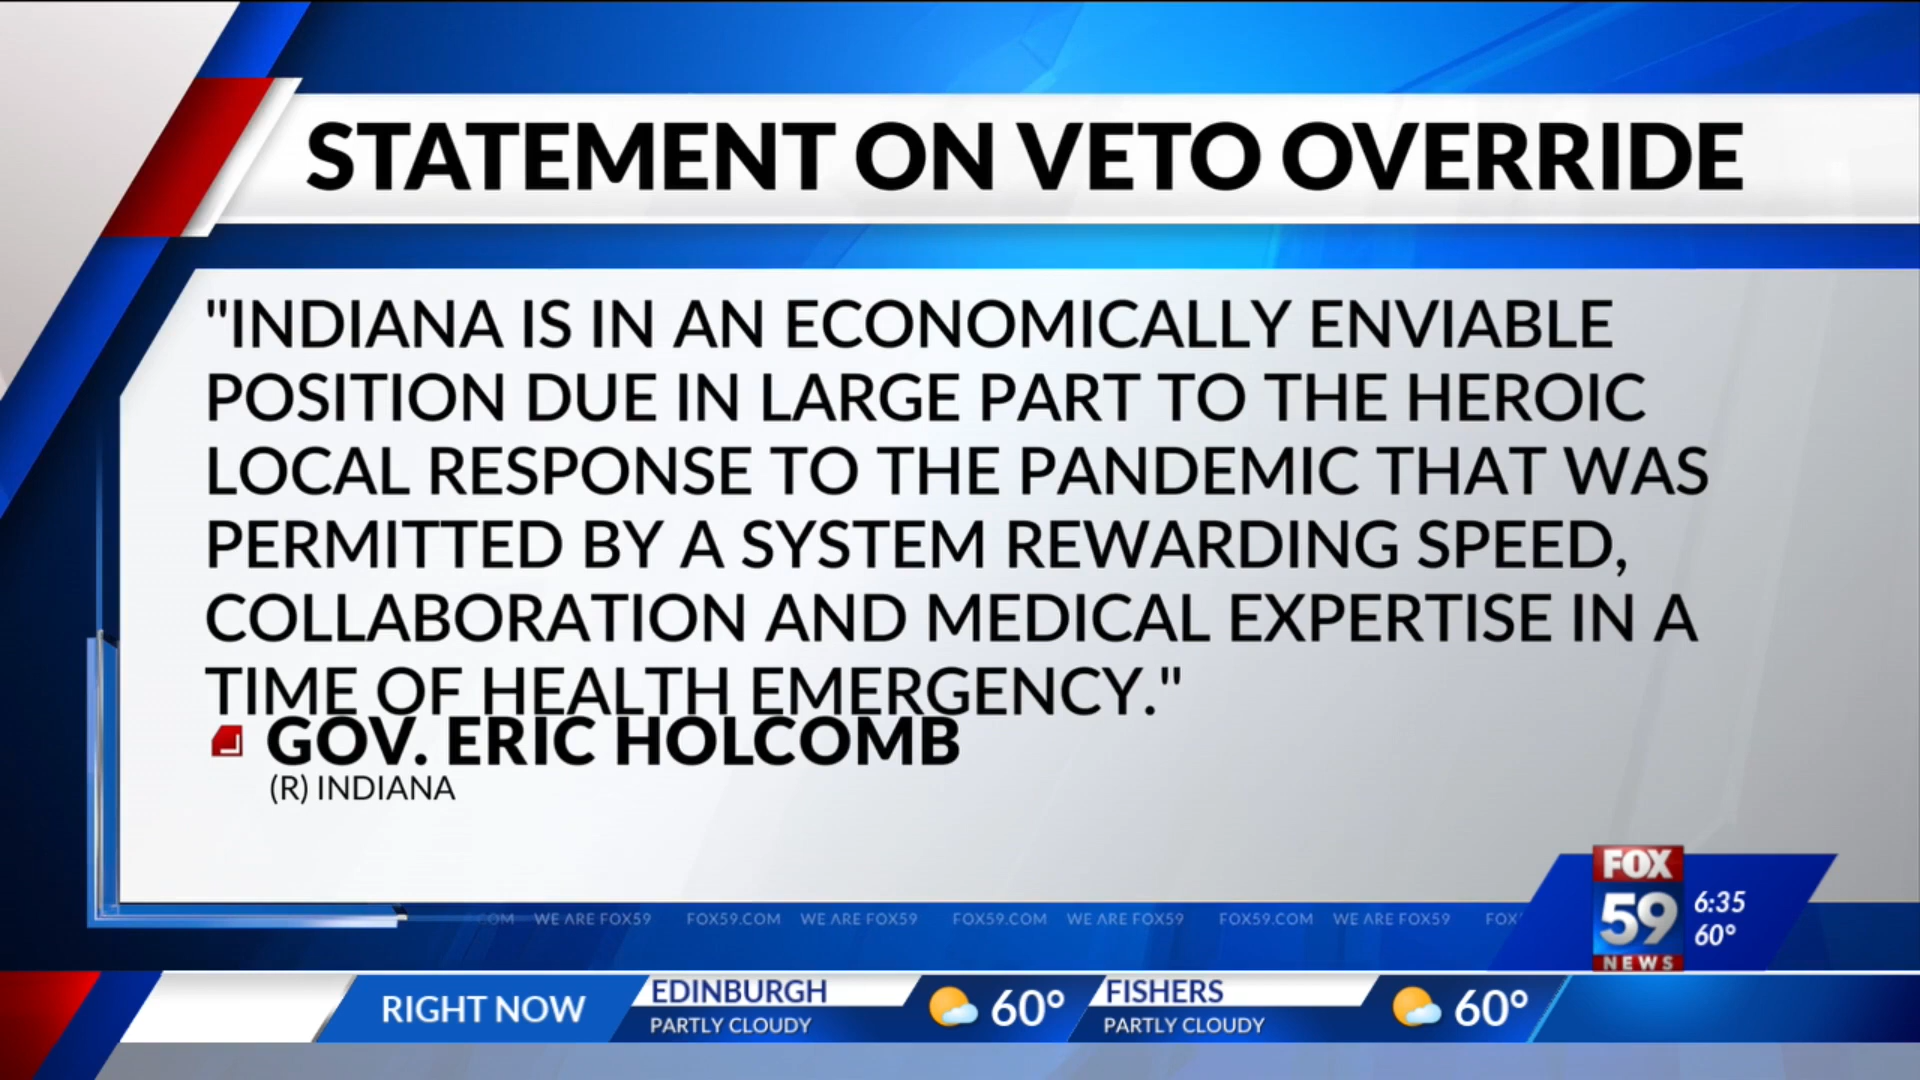 STATEMENT ON VETO OVERRIDE
"INDIANA IS IN AN ECONOMICALLY ENVIABLE
POSITION DUE IN LARGE PART TO THE HEROIC
LOCAL RESPONSE TO THE PANDEMIC THAT WAS
PERMITTED BY A SYSTEM REWARDING SPEED,
COLLABORATION AND MEDICAL EXPERTISE IN A
TIME OF HEALTH EMERGENCY."
GOV. ERIC HOLCOMB
(R) INDIANA
COM WE ARE FOX59 FOX59.COM WE ARE FOX59 FOX59.COM WE ARE FOX59 FOX59.COM WE ARE FOX59 FOX
FOX
59
NEWS
6:35
60°
RIGHT NOW
EDINBURGH
PARTLY CLOUDY
60°
FISHERS
PARTLY CLOUDY
60°